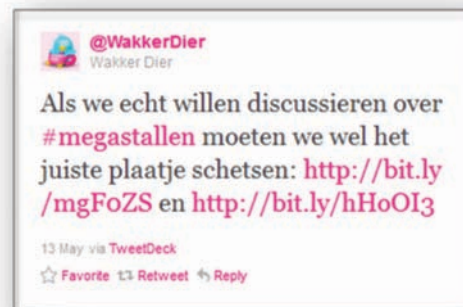 @WakkerDier
Wakker Dier
Als we echt willen discussieren over
#megastallen moeten we wel het
juiste plaatje schetsen: http://bit.ly
/mgFoZS en http://bit.ly/hHoOI3
13 May via TweetDeck
Favorite Retweet Reply